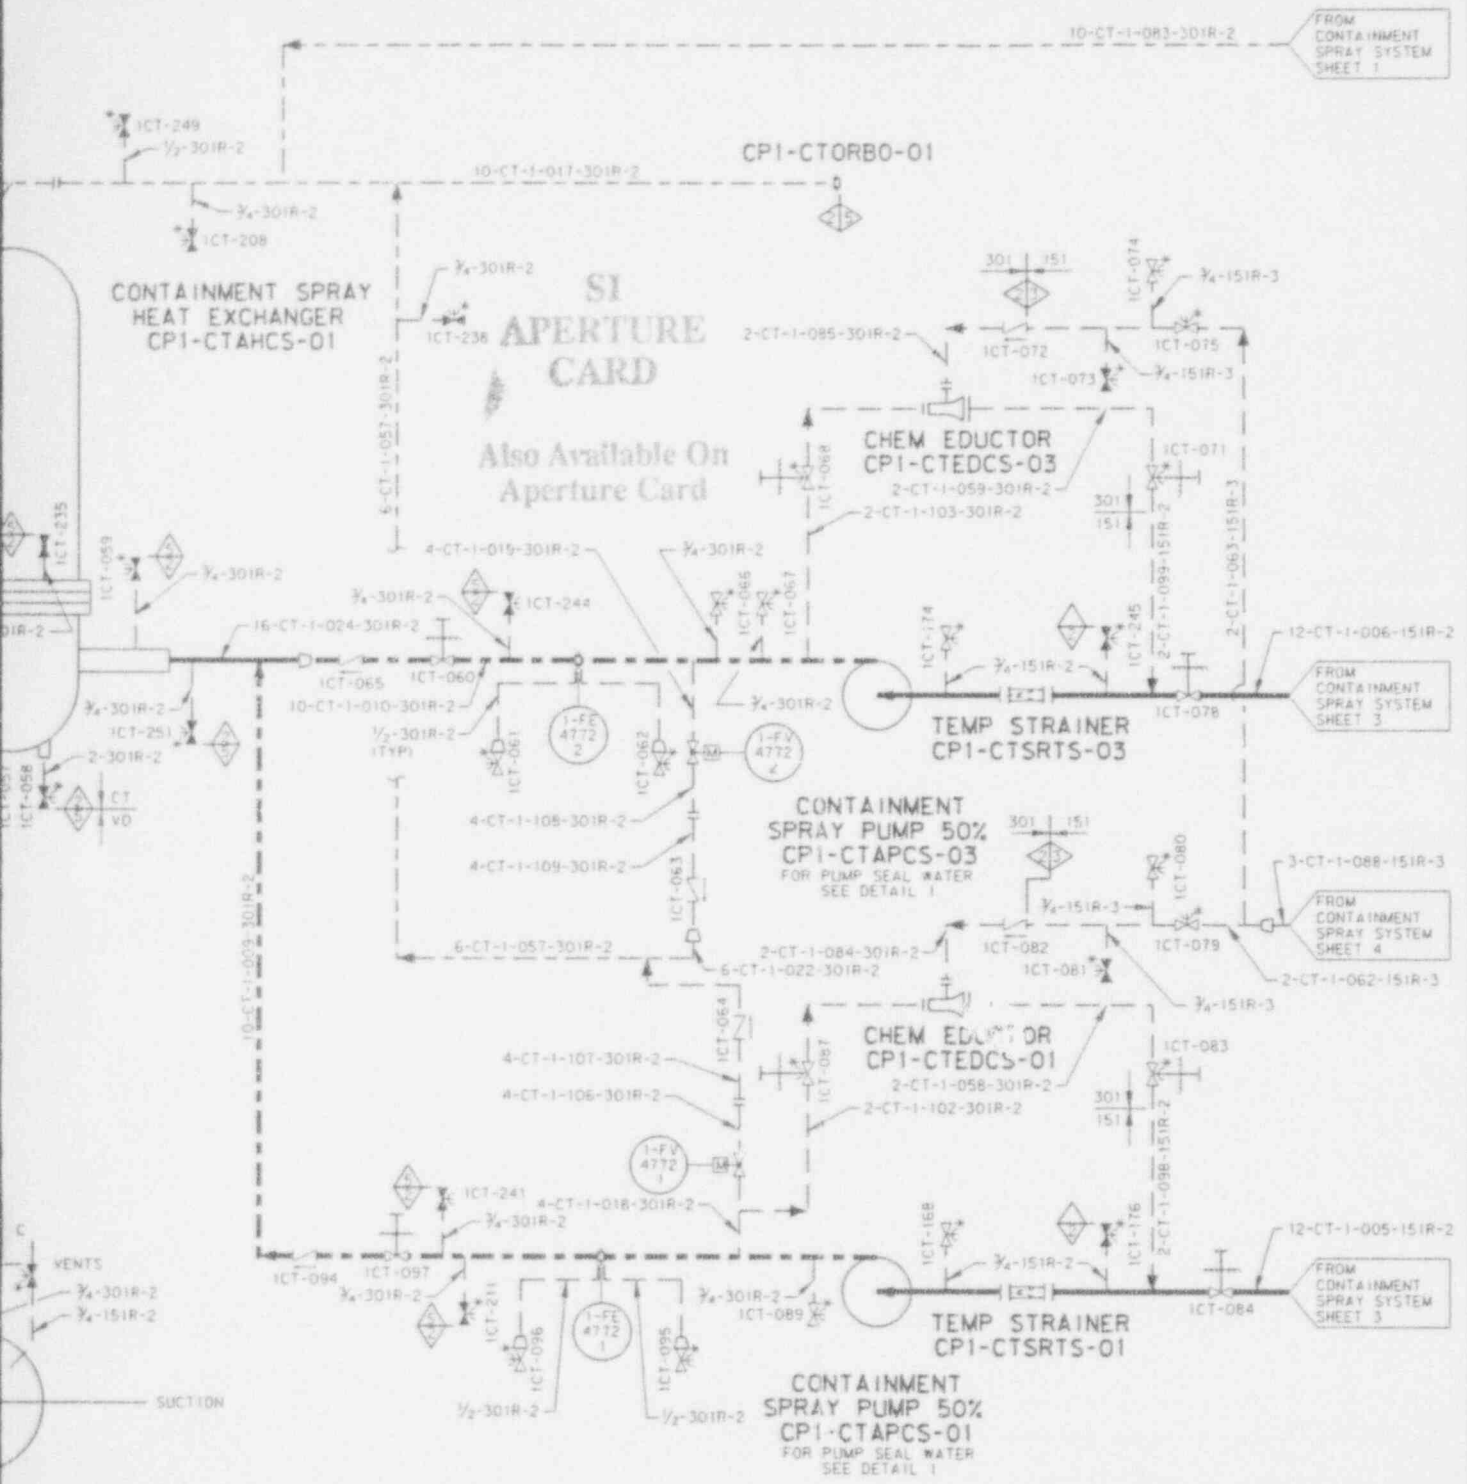 10-CT-1-083-301R-2
FROM
CONTAINMENT
SPRAY SYSTEM
SHEET 1
1CT-249
1/2-301R-2
CP1-CTORBO-01
10-CT-1-017-301R-2
3/4-301R-2
1CT-208
2 5
CONTAINMENT SPRAY
HEAT EXCHANGER
CP1-CTAHCS-01
3/4-301R-2
1CT-238
6-CT-1-057-301R-2
SI
APERTURE
CARD
Also Available On
Aperture Card
301 151
1CT-074
3/4-151R-3
2-CT-1-085-301R-2
1CT-072
1CT-075
1CT-073
3/4-151R-3
CHEM EDUCTOR
CP1-CTEDCS-03
1CT-068
1CT-071
2-CT-1-059-301R-2
2-CT-1-103-301R-2
301
151
2-CT-1-099-151R-2
2-CT-1-063-151R-3
1CT-235
1CT-059
3/4-301R-2
4-CT-1-019-301R-2
3/4-301R-2
3/4-301R-2
1CT-244
1CT-066
1CT-067
1CT-174
1CT-245
01R-2
16-CT-1-024-301R-2
12-CT-1-006-151R-2
1CT-065
1CT-060
3/4-151R-2
1CT-078
FROM
CONTAINMENT
SPRAY SYSTEM
SHEET 3
3/4-301R-2
1CT-251
10-CT-1-010-301R-2
1/2-301R-2
(TYP)
1CT-061
1-FE
4772
2
1CT-062
M
1-FV
4772
2
3/4-301R-2
TEMP STRAINER
CP1-CTSRTS-03
2-301R-2
1CT-057
1CT-058
CT
VD
4-CT-1-108-301R-2
4-CT-1-109-301R-2
1CT-063
CONTAINMENT
SPRAY PUMP 50%
CP1-CTAPCS-03
FOR PUMP SEAL WATER
SEE DETAIL 1
301 151
2 3
1CT-080
3-CT-1-088-151R-3
3/4-151R-3
FROM
CONTAINMENT
SPRAY SYSTEM
SHEET 4
10-CT-1-009-301R-2
6-CT-1-057-301R-2
2-CT-1-084-301R-2
1CT-082
1CT-079
6-CT-1-022-301R-2
1CT-081
2-CT-1-062-151R-3
3/4-151R-3
1CT-064
CHEM ED
OR
CP1-CTEDCS-01
1CT-087
1CT-083
4-CT-1-107-301R-2
2-CT-1-058-301R-2
4-CT-1-106-301R-2
2-CT-1-102-301R-2
301
151
2-CT-1-098-151R-2
1-FV
4772
1
M
1CT-241
4-CT-1-018-301R-2
3/4-301R-2
1CT-168
1CT-176
12-CT-1-005-151R-2
C
VENTS
1CT-094
1CT-097
3/4-301R-2
3/4-151R-2
3/4-301R-2
3/4-151R-2
1CT-211
3/4-301R-2
1CT-089
1CT-084
FROM
CONTAINMENT
SPRAY SYSTEM
SHEET 3
1CT-096
1-FE
4772
1
1CT-095
TEMP STRAINER
CP1-CTSRTS-01
SUCTION
1/2-301R-2
1/2-301R-2
CONTAINMENT
SPRAY PUMP 50%
CP1-CTAPCS-01
FOR PUMP SEAL WATER
SEE DETAIL 1